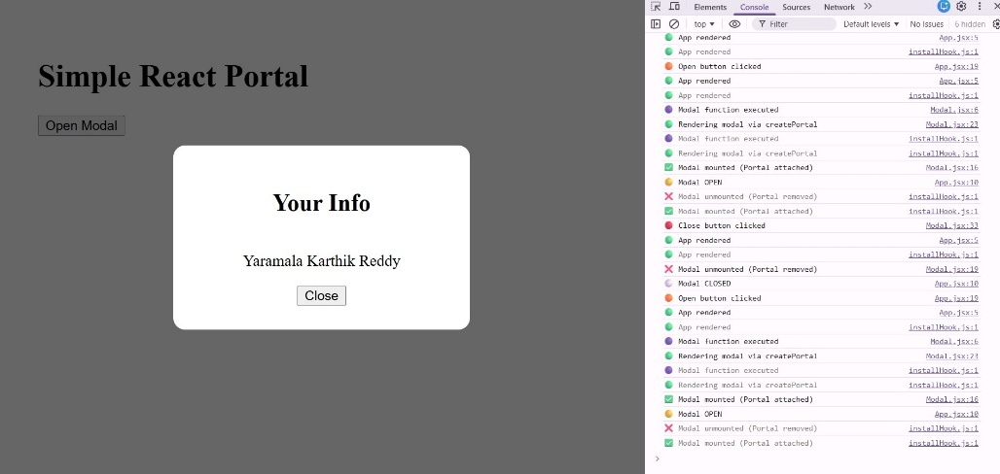 Simple React Portal
Open Modal
Your Info
Yaramala Karthik Reddy
Close
Elements Console Sources Network
top Filter Default levels No Issues 6 hidden
App rendered App.jsx:5
App rendered installHook.js:1
Open button clicked App.jsx:19
App rendered App.jsx:5
App rendered installHook.js:1
Modal function executed Modal.jsx:6
Rendering modal via createPortal Modal.jsx:23
Modal function executed installHook.js:1
Rendering modal via createPortal installHook.js:1
Modal mounted (Portal attached) Modal.jsx:16
Modal OPEN App.jsx:10
Modal unmounted (Portal removed) installHook.js:1
Modal mounted (Portal attached) installHook.js:1
Close button clicked Modal.jsx:33
App rendered App.jsx:5
App rendered installHook.js:1
Modal unmounted (Portal removed) Modal.jsx:19
Modal CLOSED App.jsx:10
Open button clicked App.jsx:19
App rendered App.jsx:5
App rendered installHook.js:1
Modal function executed Modal.jsx:6
Rendering modal via createPortal Modal.jsx:23
Modal function executed installHook.js:1
Rendering modal via createPortal installHook.js:1
Modal mounted (Portal attached) Modal.jsx:16
Modal OPEN App.jsx:10
Modal unmounted (Portal removed) installHook.js:1
Modal mounted (Portal attached) installHook.js:1